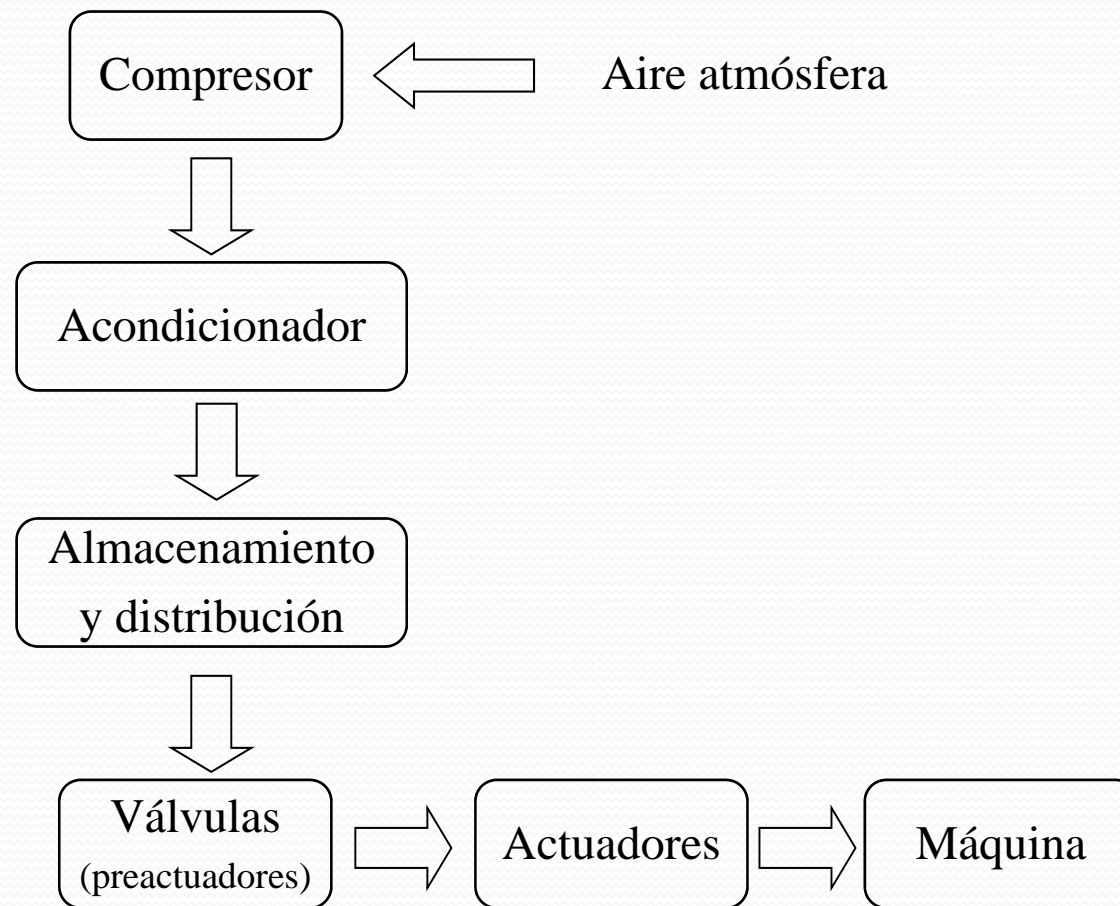 Compresor
Aire atmósfera
Acondicionador
Almacenamiento
y distribución
Válvulas
(preactuadores)
Actuadores
Máquina